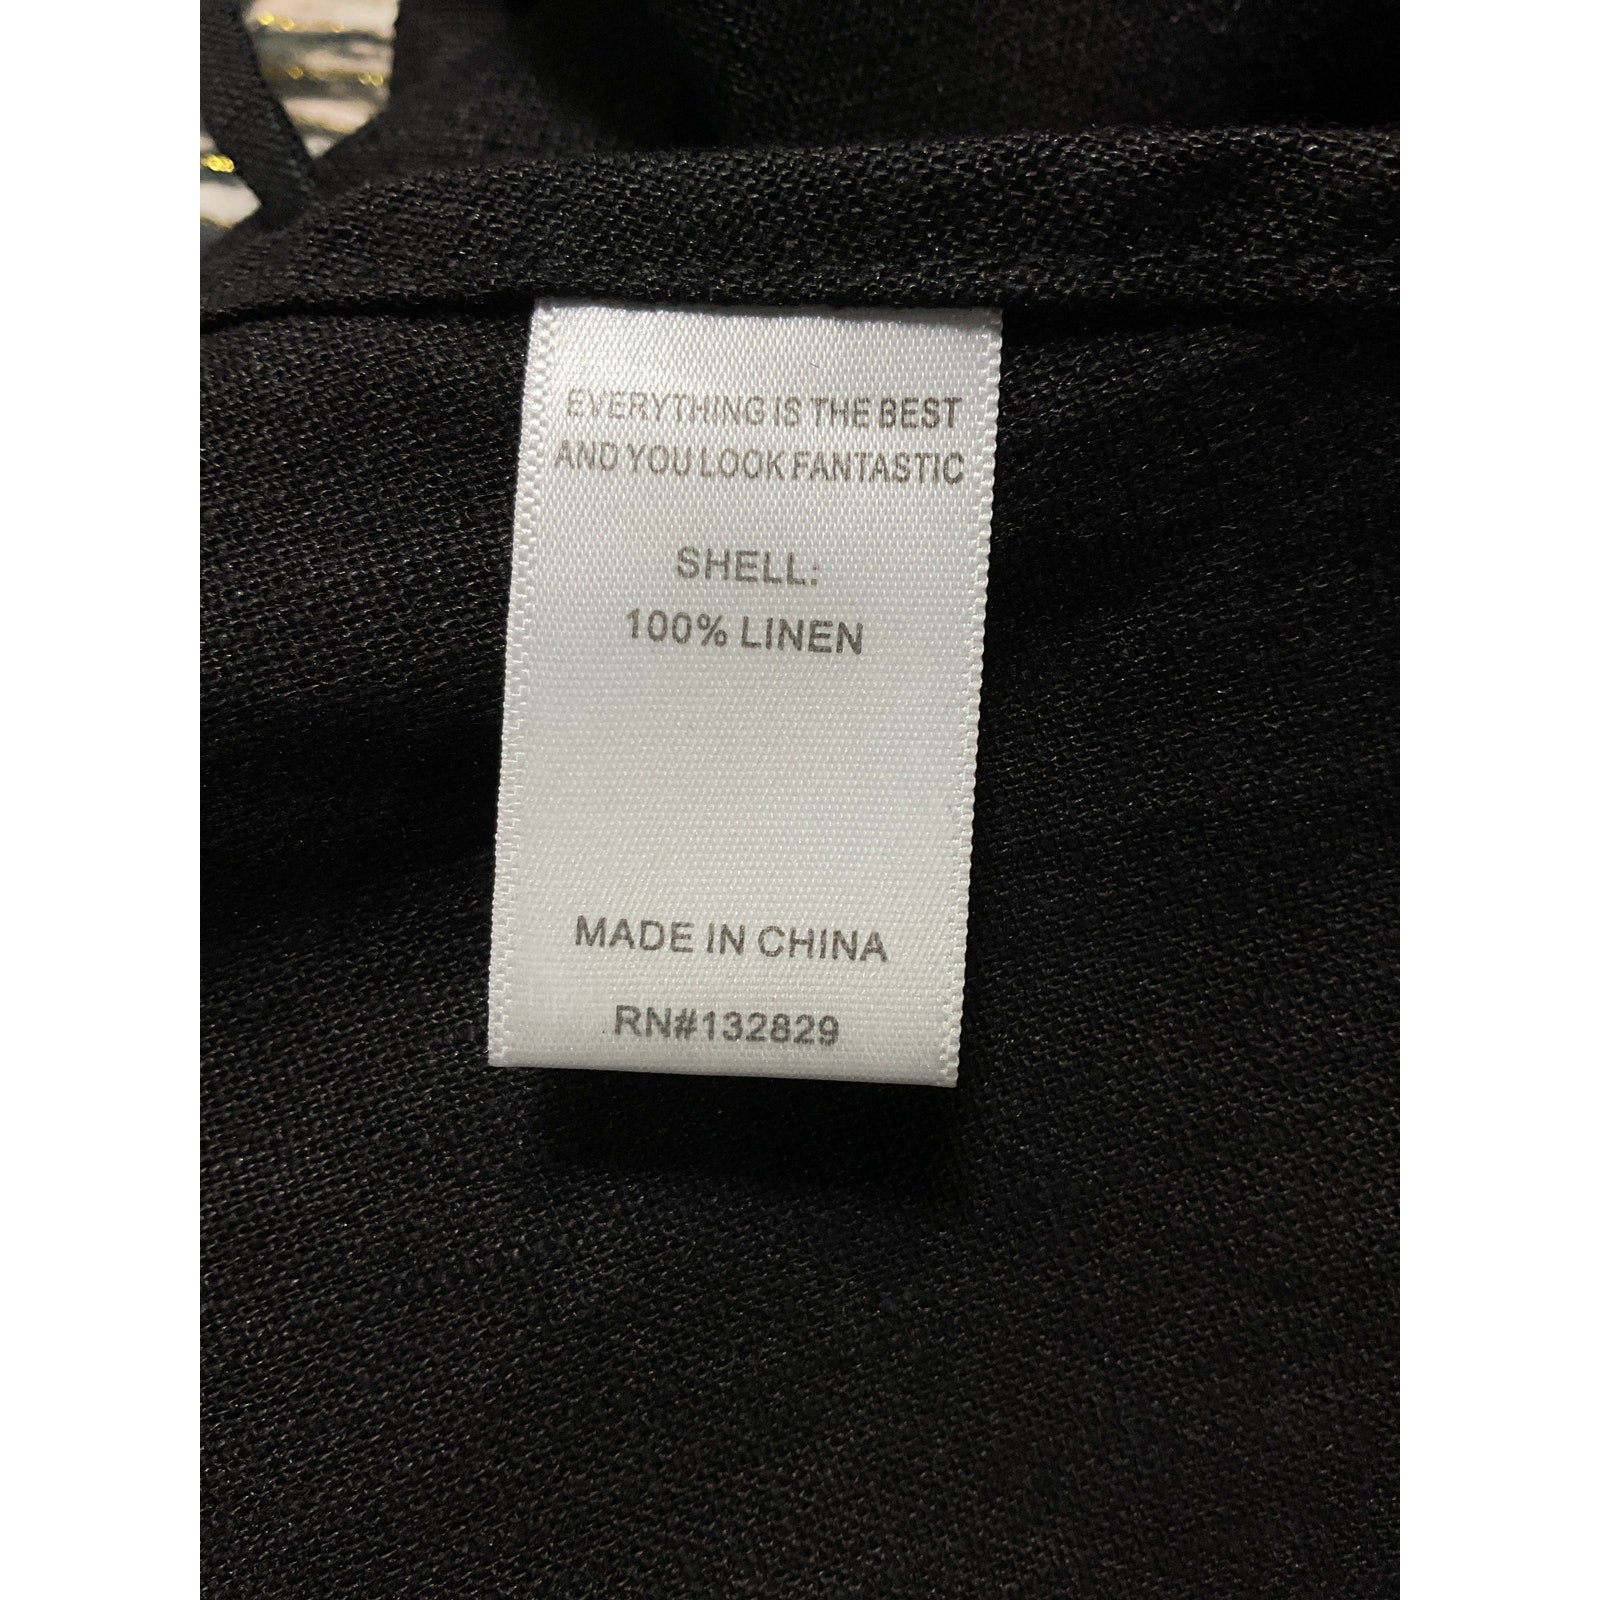 EVERYTHING IS THE BEST
AND YOU LOOK FANTASTIC
SHELL:
100% LINEN
MADE IN CHINA
RN#132829